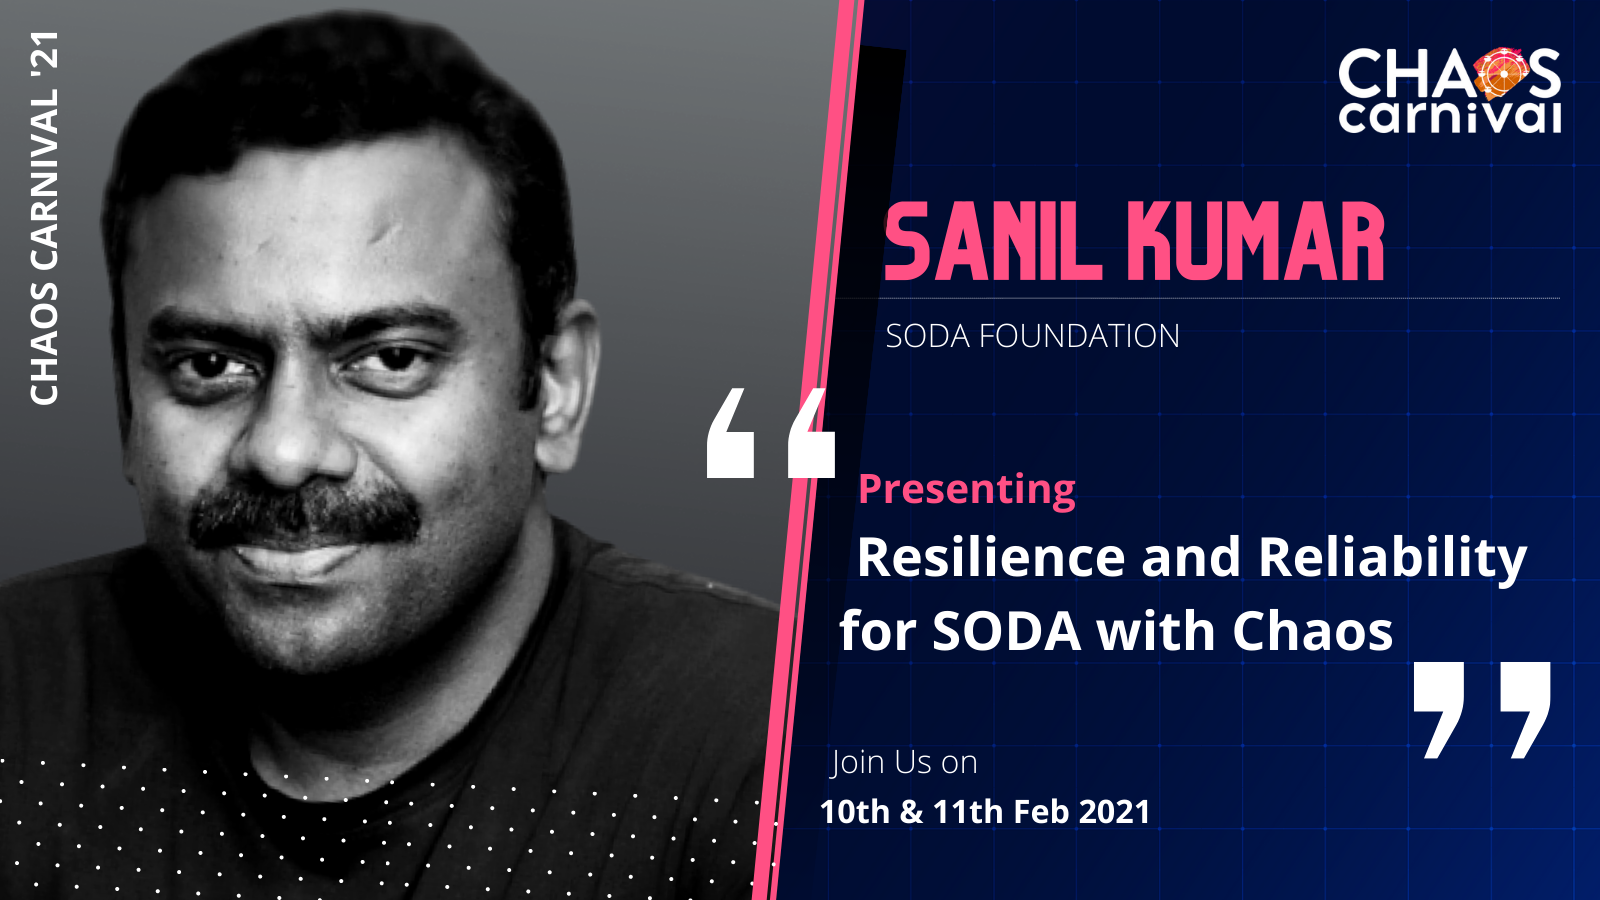 CHAOS CARNIVAL '21
CHAOS
carnival
SANIL KUMAR
SODA FOUNDATION
“
Presenting
Resilience and Reliability
for SODA with Chaos
”
Join Us on
10th & 11th Feb 2021